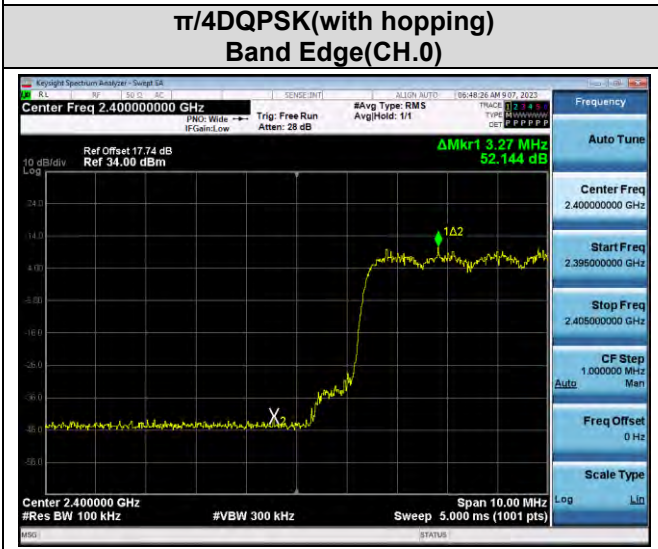 π/4DQPSK(with hopping)
Band Edge(CH.0)
Keysight Spectrum Analyzer - Swept SA
RL RF 50 Ω AC SENSE:INT ALIGN AUTO 06:48:26 AM 907, 2023
Center Freq 2.400000000 GHz
PNO: Wide
IFGain:Low
Trig: Free Run
Atten: 28 dB
#Avg Type: RMS
Avg|Hold: 1/1
TRACE 1 2 3 4 5 6
TYPE MWWWWW
DET P P P P P P
Frequency
Ref Offset 17.74 dB
10 dB/div Ref 34.00 dBm
Log
ΔMkr1 3.27 MHz
52.144 dB
Auto Tune
Center Freq
2.400000000 GHz
Start Freq
2.395000000 GHz
Stop Freq
2.405000000 GHz
CF Step
1.000000 MHz
Auto Man
Freq Offset
0 Hz
Scale Type
Log Lin
24.0
14.0
1Δ2
4.00
-6.00
-16.0
-26.0
-36.0
-46.0
X2
-56.0
Center 2.400000 GHz Span 10.00 MHz
#Res BW 100 kHz #VBW 300 kHz Sweep 5.000 ms (1001 pts)
MSG STATUS